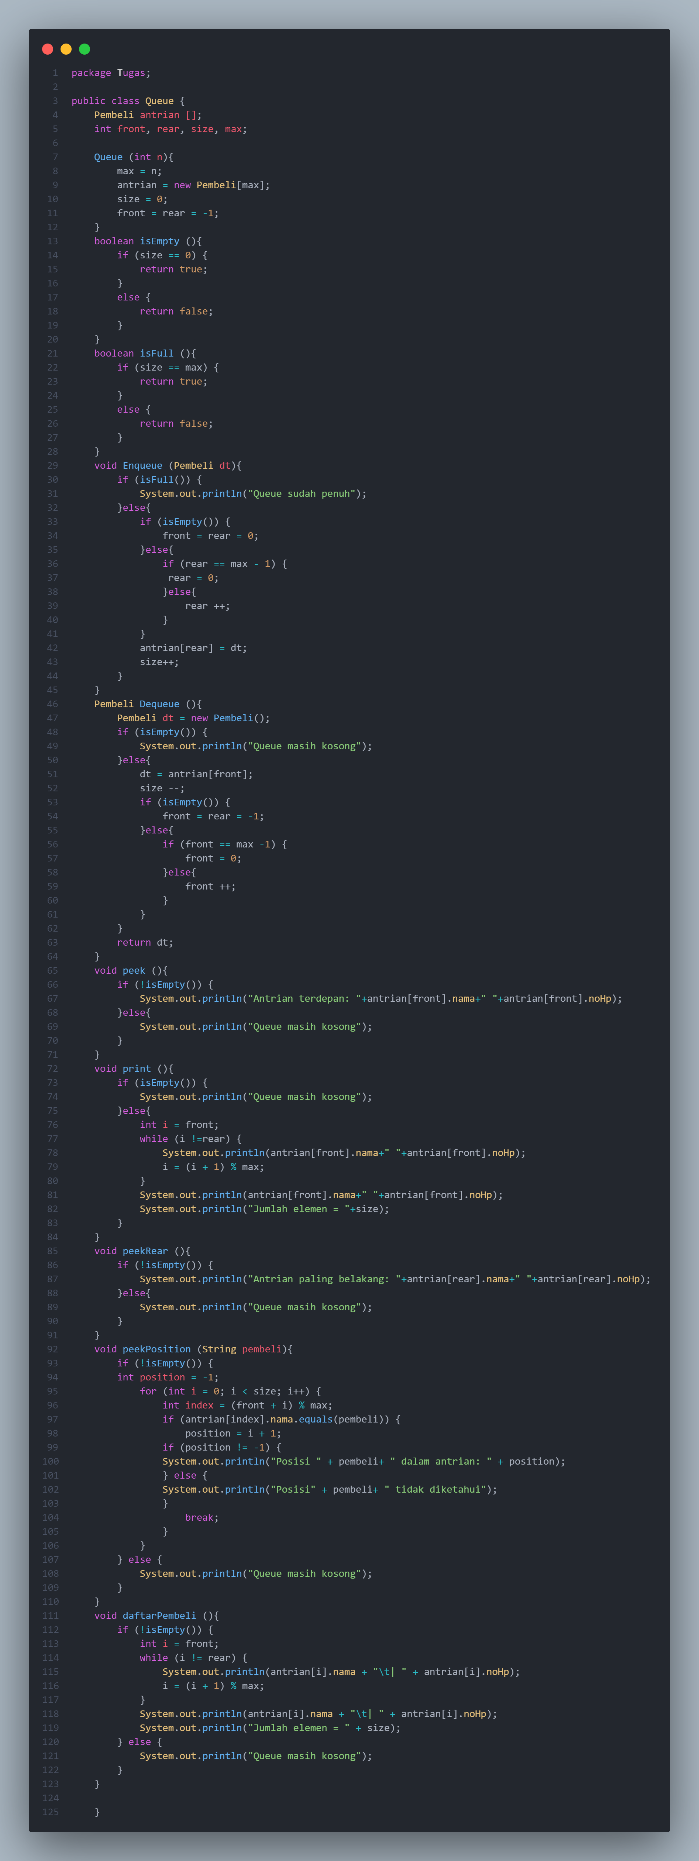 1 package Tugas;
2
3 public class Queue {
4     Pembeli antrian [];
5     int front, rear, size, max;
6
7     Queue (int n){
8         max = n;
9         antrian = new Pembeli[max];
10         size = 0;
11         front = rear = -1;
12     }
13     boolean isEmpty (){
14         if (size == 0) {
15             return true;
16         }
17         else {
18             return false;
19         }
20     }
21     boolean isFull (){
22         if (size == max) {
23             return true;
24         }
25         else {
26             return false;
27         }
28     }
29     void Enqueue (Pembeli dt){
30         if (isFull()) {
31             System.out.println("Queue sudah penuh");
32         }else{
33             if (isEmpty()) {
34                 front = rear = 0;
35             }else{
36                 if (rear == max - 1) {
37                  rear = 0;
38                 }else{
39                     rear ++;
40                 }
41             }
42             antrian[rear] = dt;
43             size++;
44         }
45     }
46     Pembeli Dequeue (){
47         Pembeli dt = new Pembeli();
48         if (isEmpty()) {
49             System.out.println("Queue masih kosong");
50         }else{
51             dt = antrian[front];
52             size --;
53             if (isEmpty()) {
54                 front = rear = -1;
55             }else{
56                 if (front == max -1) {
57                     front = 0;
58                 }else{
59                     front ++;
60                 }
61             }
62         }
63         return dt;
64     }
65     void peek (){
66         if (!isEmpty()) {
67             System.out.println("Antrian terdepan: "+antrian[front].nama+" "+antrian[front].noHp);
68         }else{
69             System.out.println("Queue masih kosong");
70         }
71     }
72     void print (){
73         if (isEmpty()) {
74             System.out.println("Queue masih kosong");
75         }else{
76             int i = front;
77             while (i !=rear) {
78                 System.out.println(antrian[front].nama+" "+antrian[front].noHp);
79                 i = (i + 1) % max;
80             }
81             System.out.println(antrian[front].nama+" "+antrian[front].noHp);
82             System.out.println("Jumlah elemen = "+size);
83         }
84     }
85     void peekRear (){
86         if (!isEmpty()) {
87             System.out.println("Antrian paling belakang: "+antrian[rear].nama+" "+antrian[rear].noHp);
88         }else{
89             System.out.println("Queue masih kosong");
90         }
91     }
92     void peekPosition (String pembeli){
93         if (!isEmpty()) {
94         int position = -1;
95             for (int i = 0; i < size; i++) {
96                 int index = (front + i) % max;
97                 if (antrian[index].nama.equals(pembeli)) {
98                     position = i + 1;
99                 if (position != -1) {
100                 System.out.println("Posisi " + pembeli+ " dalam antrian: " + position);
101                 } else {
102                 System.out.println("Posisi" + pembeli+ " tidak diketahui");
103                 }
104                     break;
105                 }
106             }
107         } else {
108             System.out.println("Queue masih kosong");
109         }
110     }
111     void daftarPembeli (){
112         if (!isEmpty()) {
113             int i = front;
114             while (i != rear) {
115                 System.out.println(antrian[i].nama + "\t| " + antrian[i].noHp);
116                 i = (i + 1) % max;
117             }
118             System.out.println(antrian[i].nama + "\t| " + antrian[i].noHp);
119             System.out.println("Jumlah elemen = " + size);
120         } else {
121             System.out.println("Queue masih kosong");
122         }
123     }
124
125     }